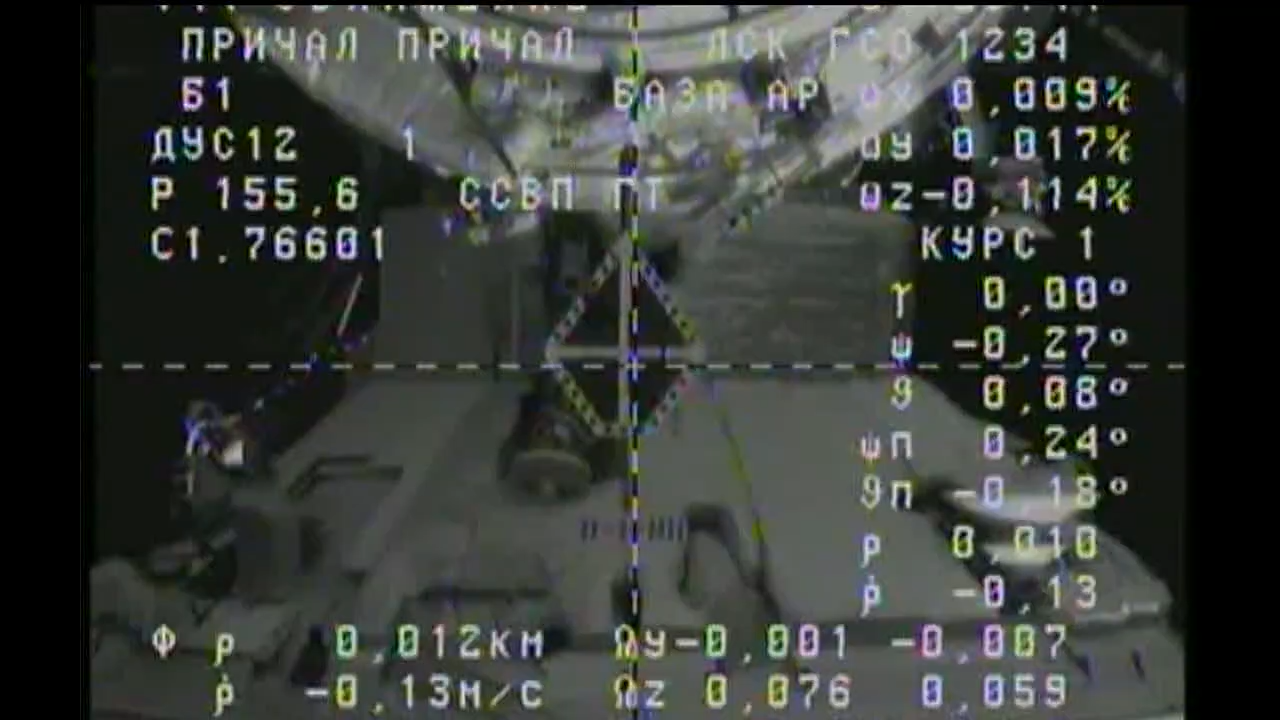 ПРИЧАЛ ПРИЧАЛ ЛСК ГСО 1234
Б1 БАЗА АР ωx 0,009%
ДУС12 1 ωy 0,017%
Р 155,6 ССВП ГТ ωz-0,114%
С1.76601 КУРС 1
γ 0,00°
ψ -0,27°
ϑ 0,08°
ψп 0,24°
ϑп -0,18°
ρ 0,010
ρ̇ -0,13
Ф ρ 0,012км Ωy-0,001 -0,007
ρ̇ -0,13м/с Ωz 0,076 0,059